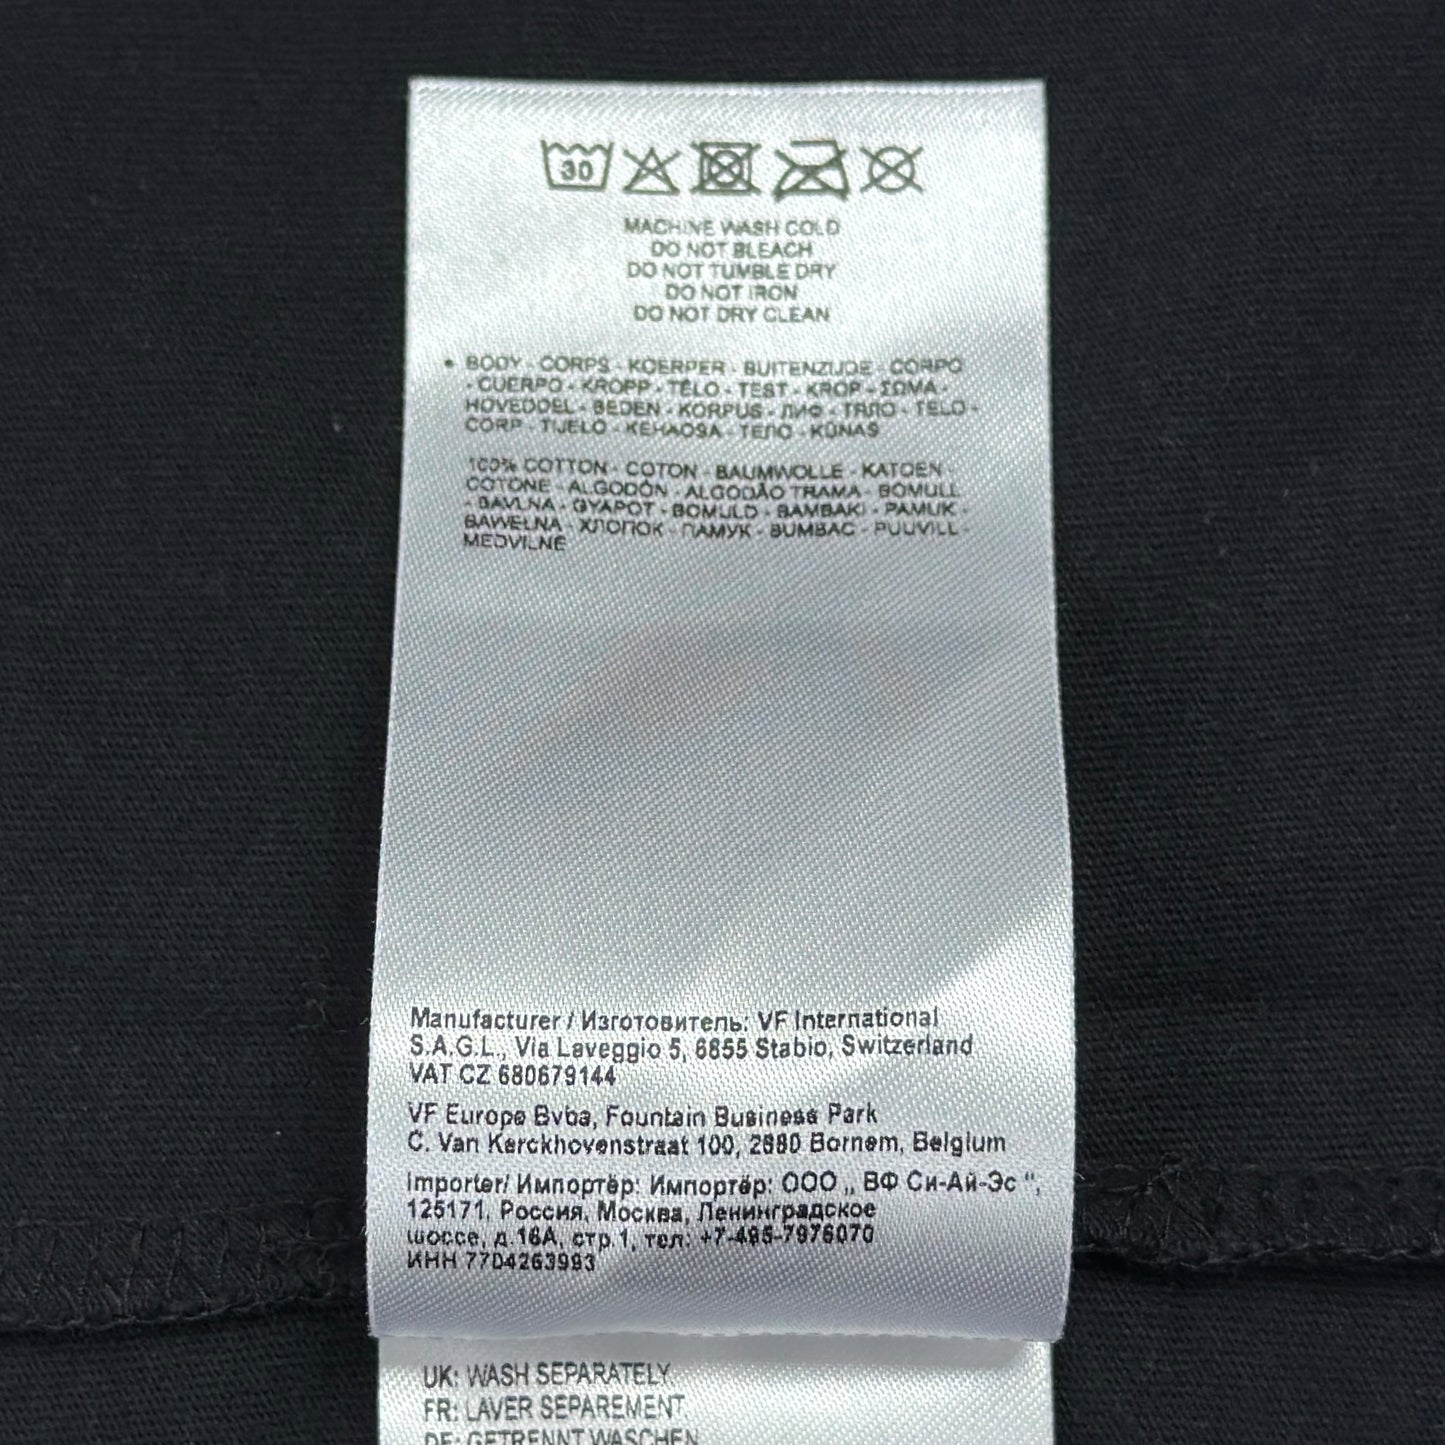 30
MACHINE WASH COLD
DO NOT BLEACH
DO NOT TUMBLE DRY
DO NOT IRON
DO NOT DRY CLEAN
• BODY - CORPS - KOERPER - BUITENZIJDE - CORPO
- CUERPO - KROPP - TĚLO - TEST - KROP - ΣΩMA -
HOVEDDEL - BEDEN - KORPUS - ЛИФ - ТЯЛО - TELO -
CORP - TIJELO - KEHAOSA - ТЕЛО - KŪNAS
100% COTTON - COTON - BAUMWOLLE - KATOEN -
COTONE - ALGODÓN - ALGODÃO TRAMA - BOMULL
- BAVLNA - GYAPOT - BOMULD - BAMBAKI - PAMUK -
BAWEŁNA - ХЛОПОК - ПАМУК - BUMBAC - PUUVILL -
MEDVILNE
Manufacturer / Изготовитель: VF International
S.A.G.L., Via Laveggio 5, 6855 Stabio, Switzerland
VAT CZ 680679144
VF Europe Bvba, Fountain Business Park
C. Van Kerckhovenstraat 100, 2880 Bornem, Belgium
Importer/ Импортёр: Импортёр: ООО „ ВФ Си-Ай-Эс “,
125171, Россия, Москва, Ленинградское
шоссе, д.16А, стр.1, тел: +7-495-7976070
ИНН 7704263993
UK: WASH SEPARATELY.
FR: LAVER SEPAREMENT.
DE: GETRENNT WASCHEN